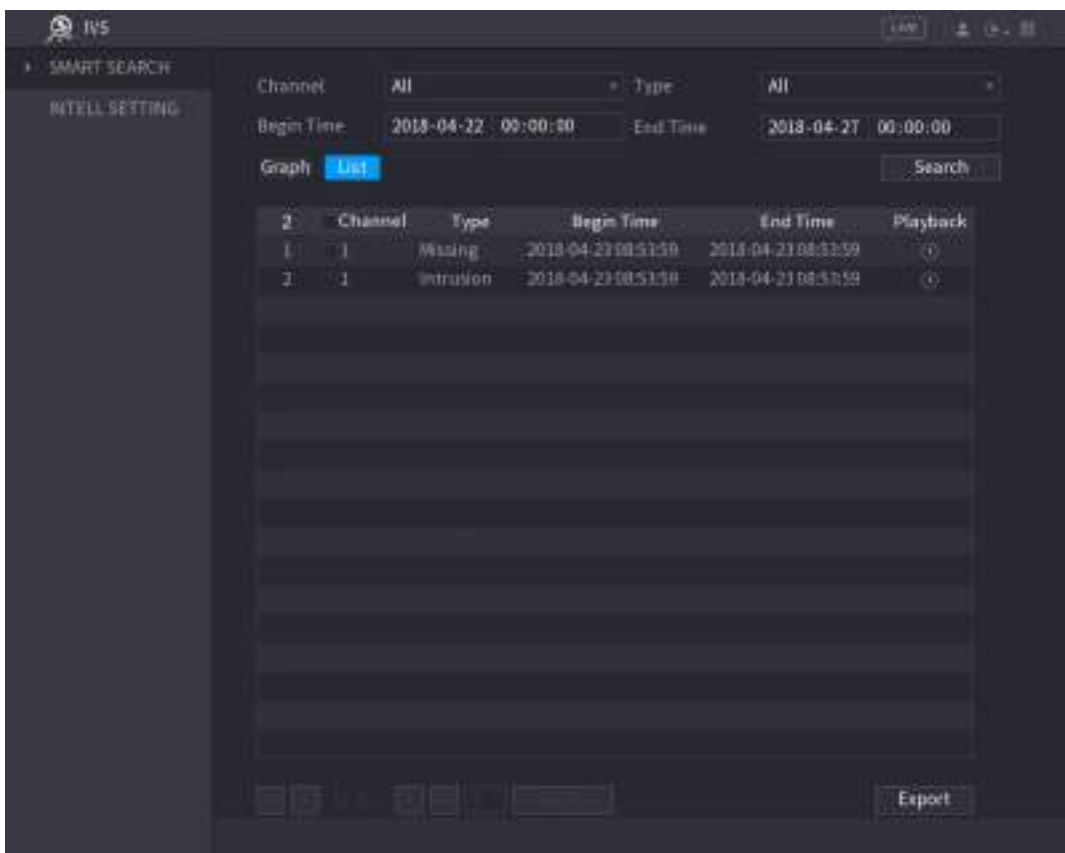 IVS LIVE
SMART SEARCH
INTELL SETTING
Channel All Type All
Begin Time 2018-04-22 00:00:00 End Time 2018-04-27 00:00:00
Graph List Search
2 Channel Type Begin Time End Time Playback
1 1 Missing 2018-04-23 08:53:59 2018-04-23 08:53:59
2 1 Intrusion 2018-04-23 08:53:59 2018-04-23 08:53:59
Export